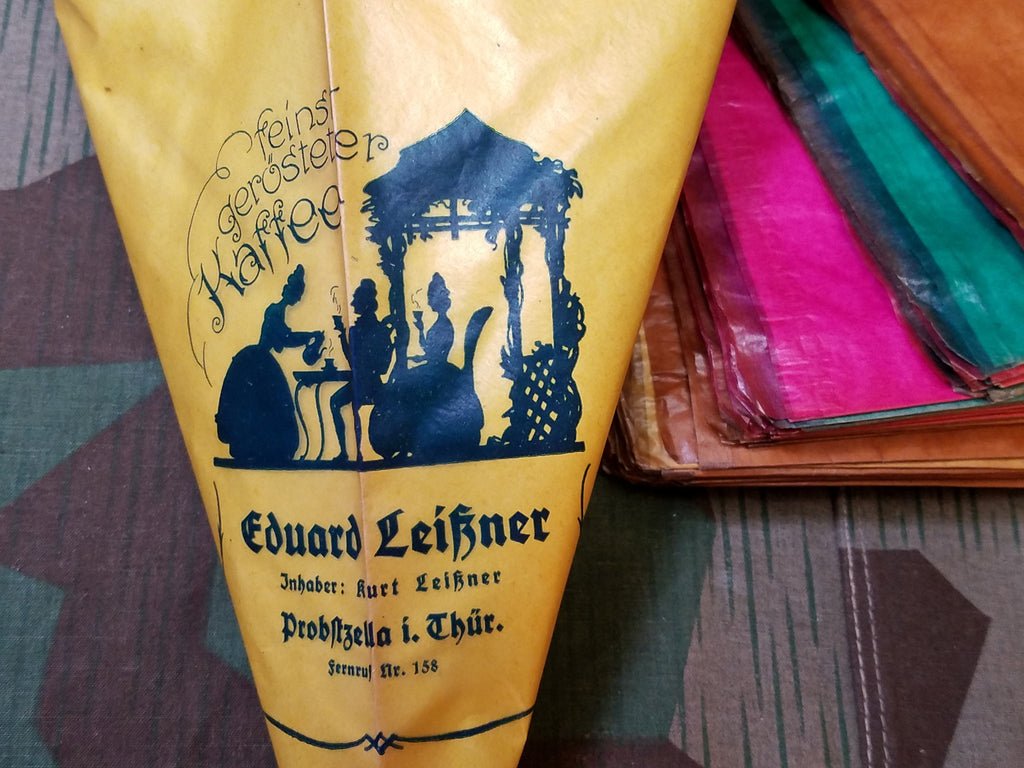 feinst-
gerösteter
Kaffee
Eduard Leißner
Inhaber: Kurt Leißner
Probstzella i. Thür.
Fernruf Nr. 158